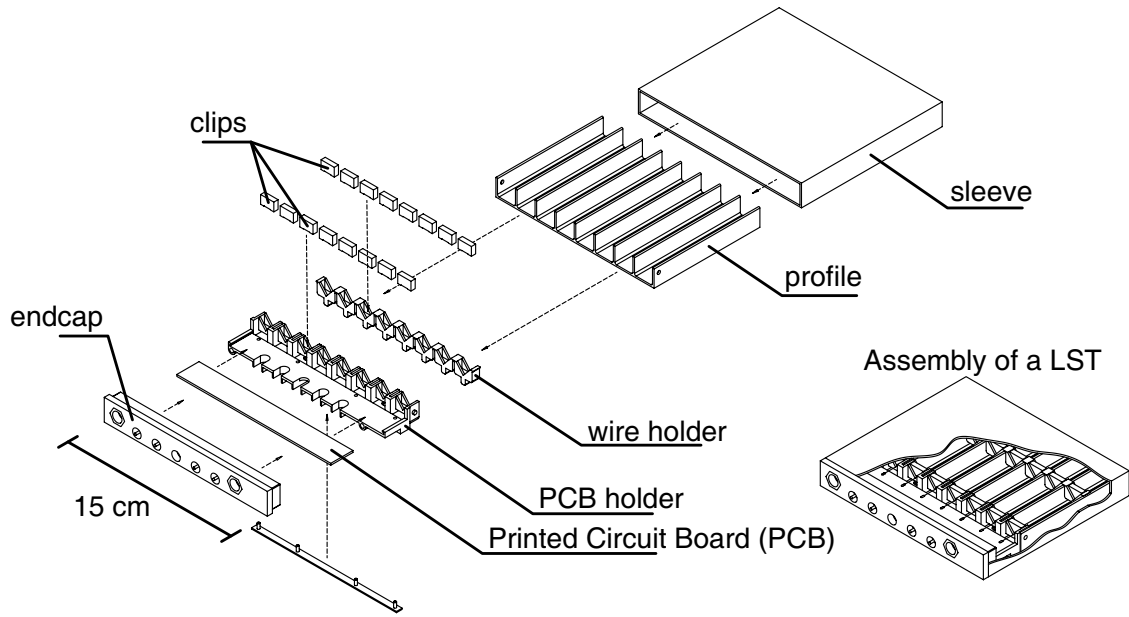 clips
sleeve
profile
endcap
Assembly of a LST
wire holder
PCB holder
15 cm
Printed Circuit Board (PCB)